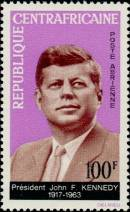 REPUBLIQUE
CENTRAFRICAINE
POSTE AERIENNE
100F
Président John F. KENNEDY
1917-1963